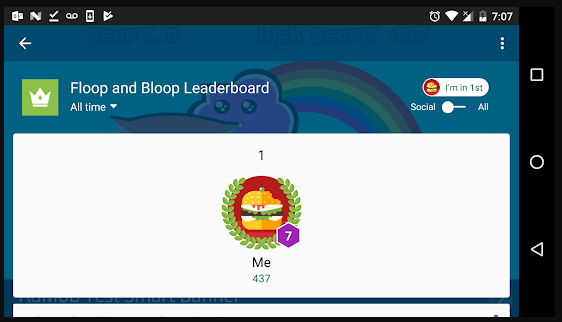 7:07
score: 0
high score: 437
Floop and Bloop Leaderboard
I'm in 1st
All time
Social
All
1
7
Me
437
AdMob Test Smart Banner